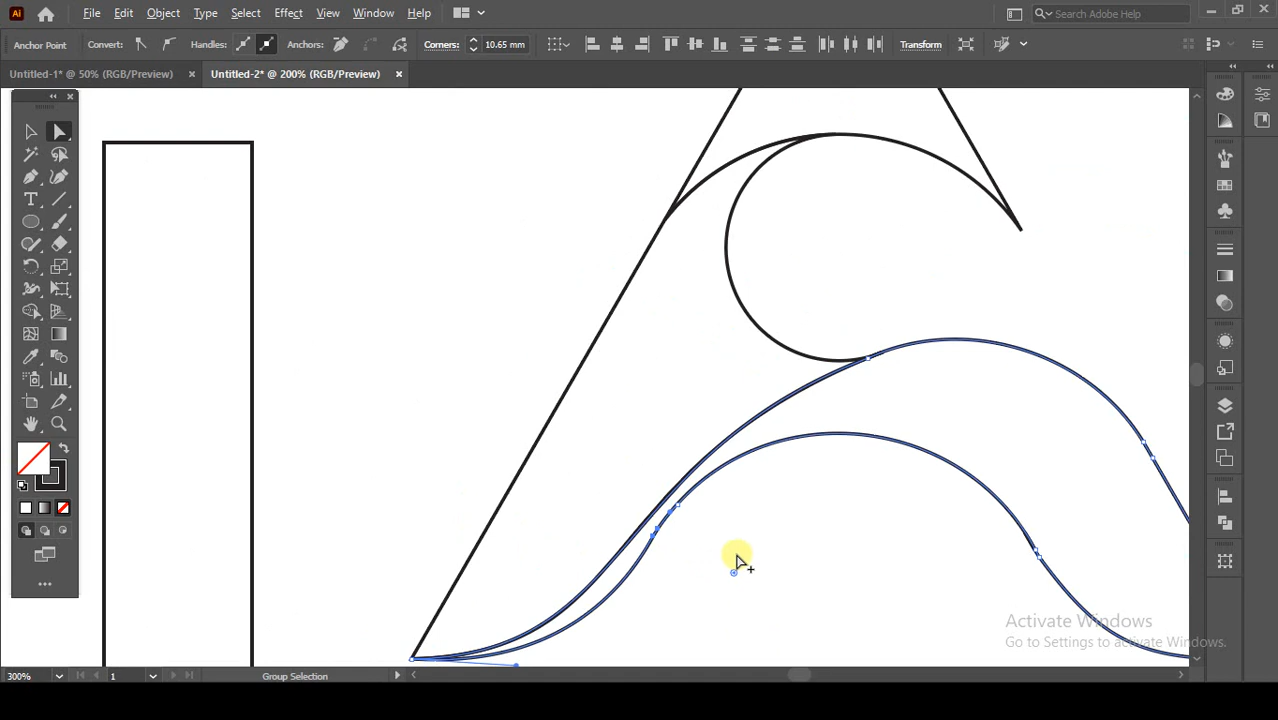 Ai
File Edit Object Type Select Effect View Window Help
Search Adobe Help
Anchor Point Convert: Handles: Anchors: Corners: 10.65 mm Transform
Untitled-1* @ 50% (RGB/Preview) × Untitled-2* @ 200% (RGB/Preview) ×
Activate Windows
Go to Settings to activate Windows.
300% 1 Group Selection